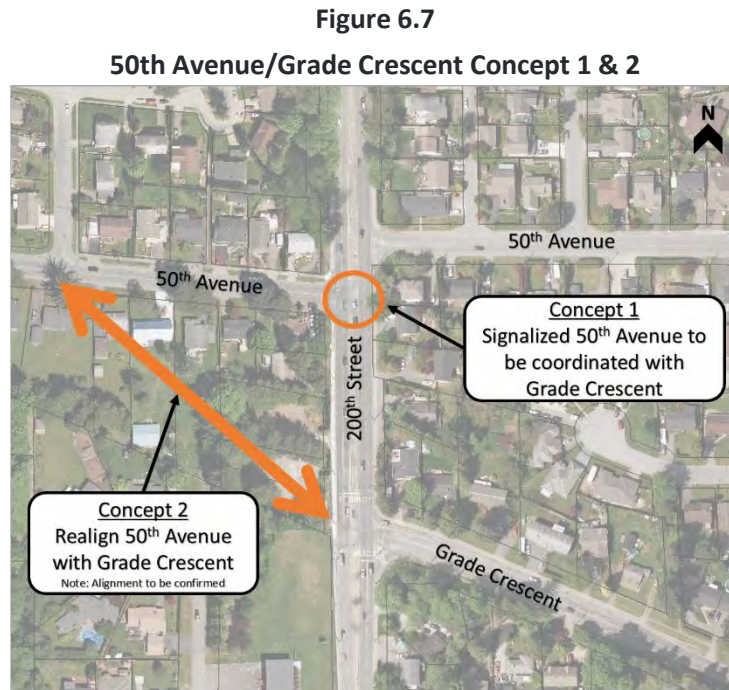 Figure 6.7
50th Avenue/Grade Crescent Concept 1 & 2
N
50th Avenue
50th Avenue
200th Street
Concept 1
Signalized 50th Avenue to
be coordinated with
Grade Crescent
Concept 2
Realign 50th Avenue
with Grade Crescent
Note: Alignment to be confirmed
Grade Crescent